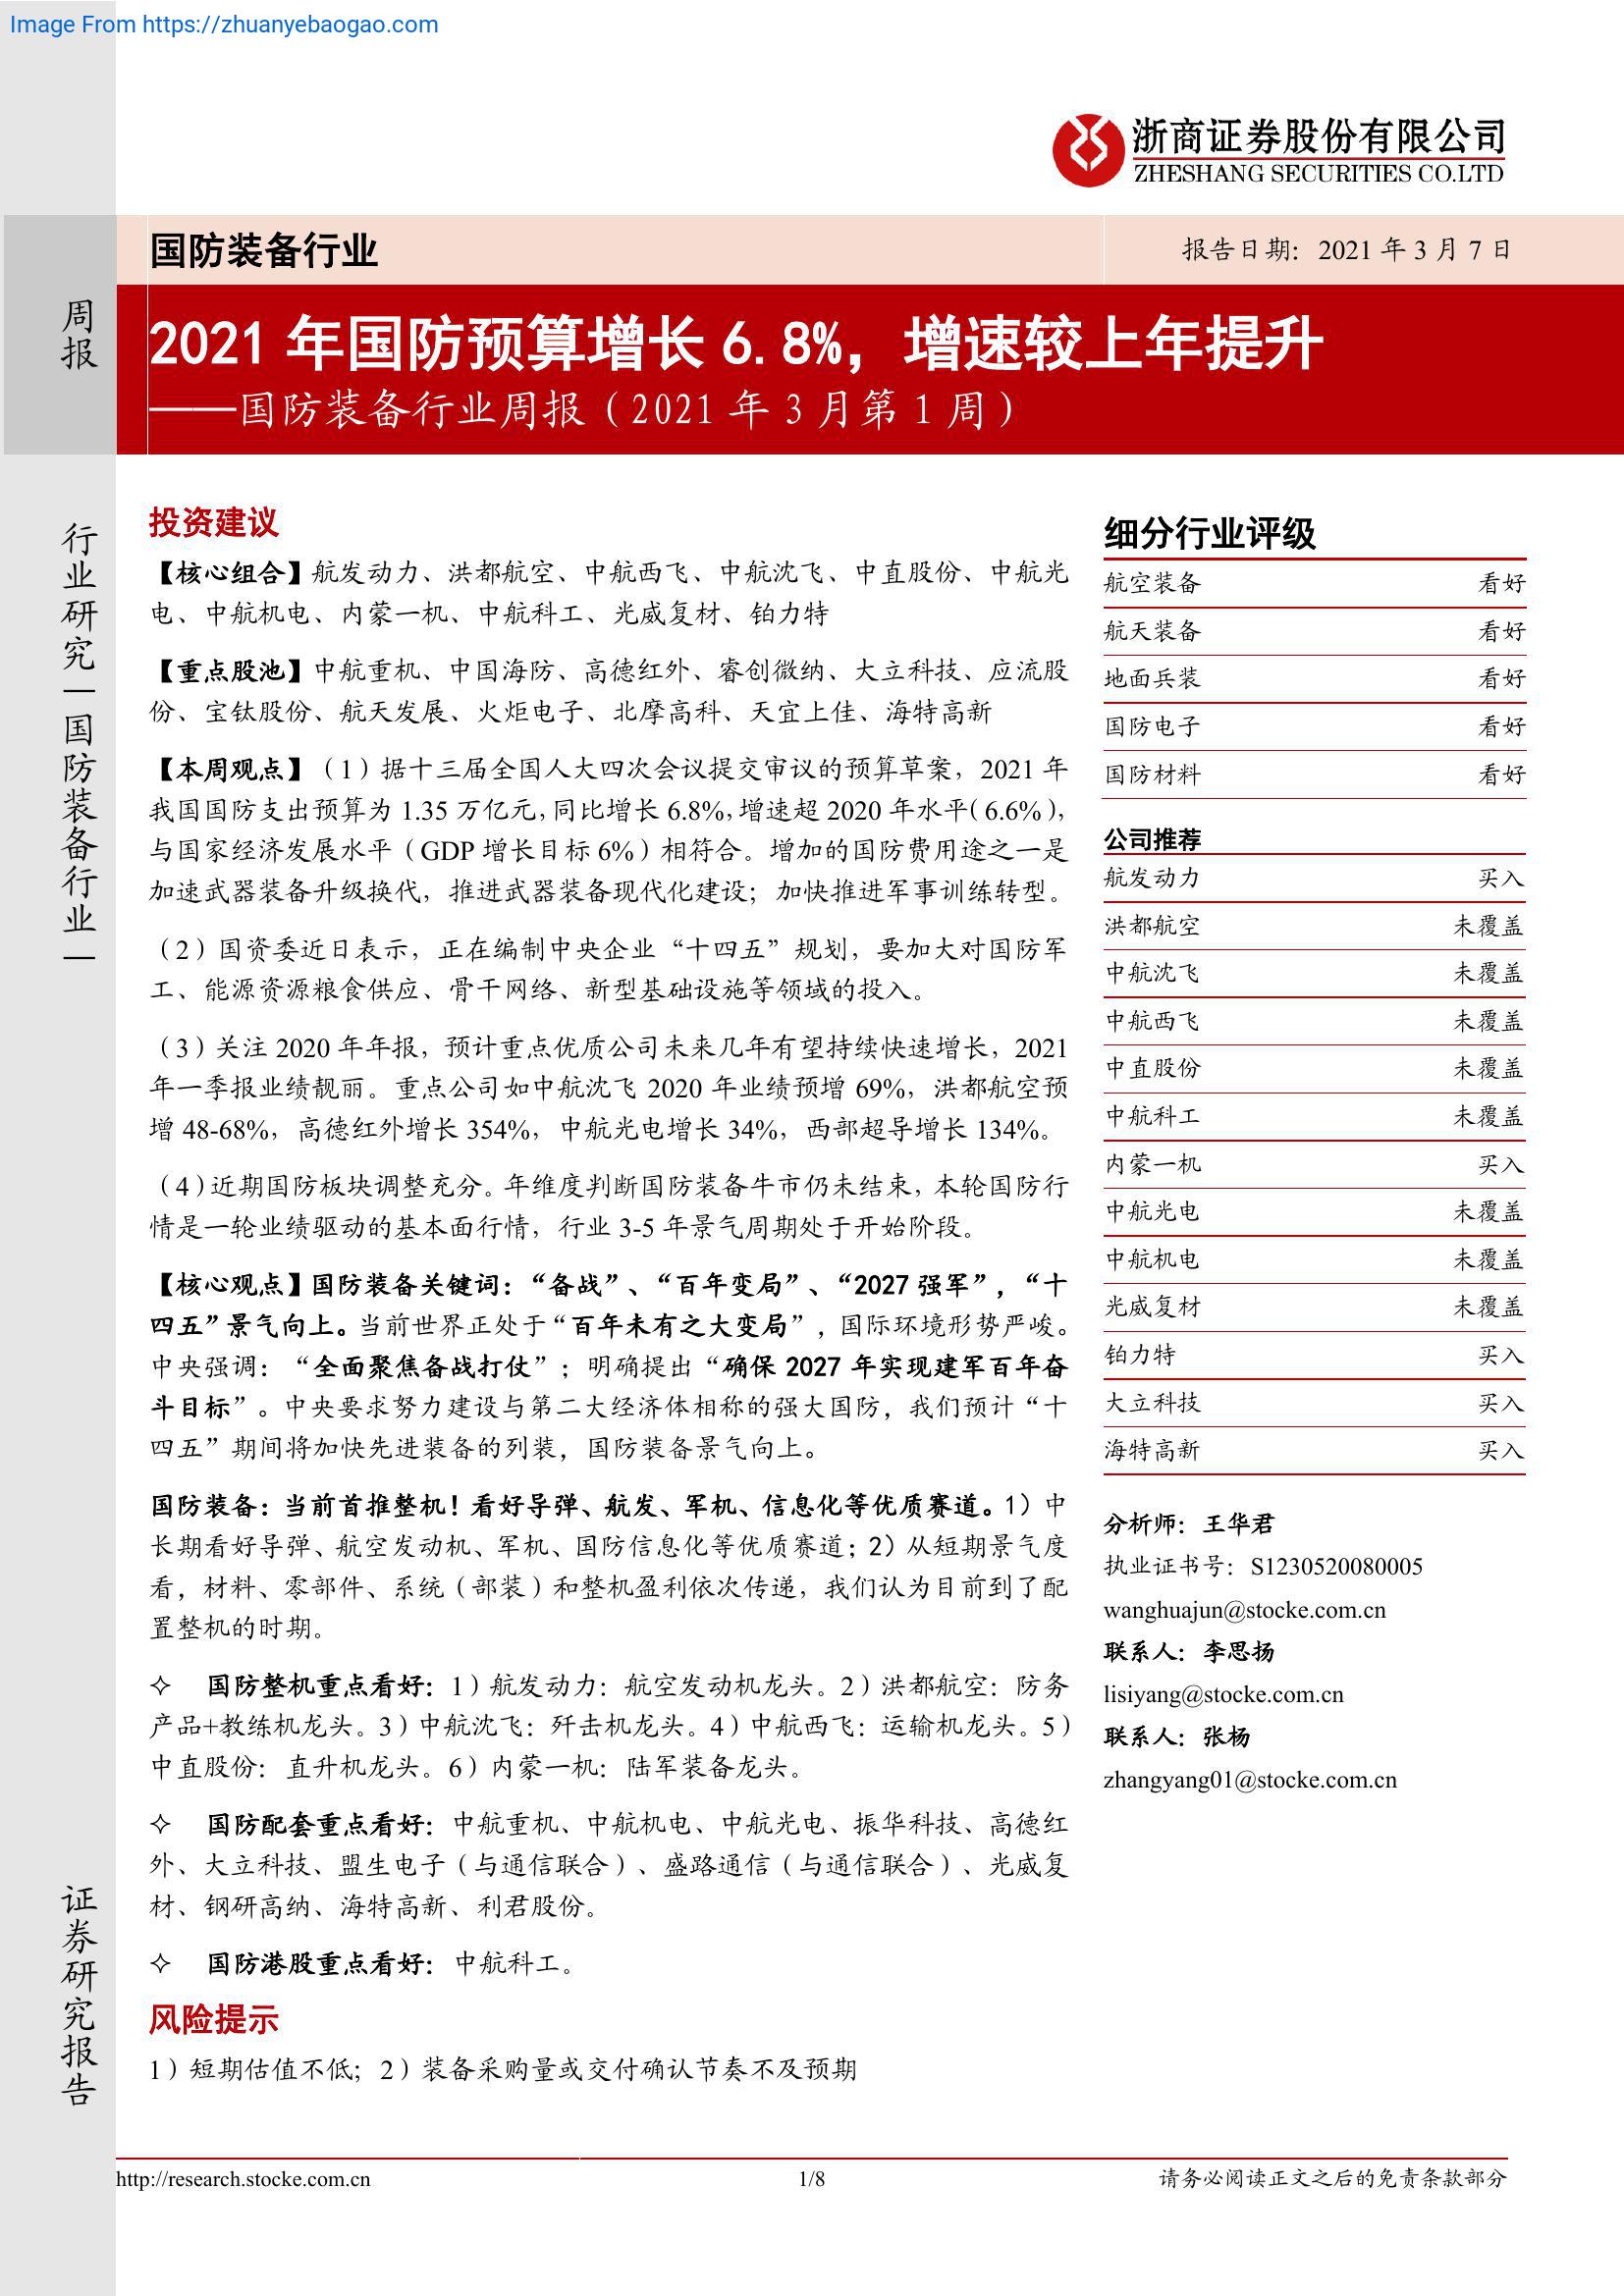 Image From https://zhuanyebaogao.com
浙商证券股份有限公司
ZHESHANG SECURITIES CO.LTD
周报
国防装备行业
报告日期：2021 年 3 月 7 日
2021 年国防预算增长 6.8%，增速较上年提升
——国防装备行业周报（2021 年 3 月第 1 周）
行业研究｜国防装备行业｜
证券研究报告
投资建议
【核心组合】航发动力、洪都航空、中航西飞、中航沈飞、中直股份、中航光
电、中航机电、内蒙一机、中航科工、光威复材、铂力特
【重点股池】中航重机、中国海防、高德红外、睿创微纳、大立科技、应流股
份、宝钛股份、航天发展、火炬电子、北摩高科、天宜上佳、海特高新
【本周观点】（1）据十三届全国人大四次会议提交审议的预算草案，2021 年
我国国防支出预算为 1.35 万亿元，同比增长 6.8%，增速超 2020 年水平（6.6%），
与国家经济发展水平（GDP 增长目标 6%）相符合。增加的国防费用途之一是
加速武器装备升级换代，推进武器装备现代化建设；加快推进军事训练转型。
（2）国资委近日表示，正在编制中央企业“十四五”规划，要加大对国防军
工、能源资源粮食供应、骨干网络、新型基础设施等领域的投入。
（3）关注 2020 年年报，预计重点优质公司未来几年有望持续快速增长，2021
年一季报业绩靓丽。重点公司如中航沈飞 2020 年业绩预增 69%，洪都航空预
增 48-68%，高德红外增长 354%，中航光电增长 34%，西部超导增长 134%。
（4）近期国防板块调整充分。年维度判断国防装备牛市仍未结束，本轮国防行
情是一轮业绩驱动的基本面行情，行业 3-5 年景气周期处于开始阶段。
【核心观点】国防装备关键词：“备战”、“百年变局”、“2027 强军”，“十
四五”景气向上。当前世界正处于“百年未有之大变局”，国际环境形势严峻。
中央强调：“全面聚焦备战打仗”；明确提出“确保 2027 年实现建军百年奋
斗目标”。中央要求努力建设与第二大经济体相称的强大国防，我们预计“十
四五”期间将加快先进装备的列装，国防装备景气向上。
国防装备：当前首推整机！看好导弹、航发、军机、信息化等优质赛道。1）中
长期看好导弹、航空发动机、军机、国防信息化等优质赛道；2）从短期景气度
看，材料、零部件、系统（部装）和整机盈利依次传递，我们认为目前到了配
置整机的时期。
✧ 国防整机重点看好：1）航发动力：航空发动机龙头。2）洪都航空：防务
产品+教练机龙头。3）中航沈飞：歼击机龙头。4）中航西飞：运输机龙头。5）
中直股份：直升机龙头。6）内蒙一机：陆军装备龙头。
✧ 国防配套重点看好：中航重机、中航机电、中航光电、振华科技、高德红
外、大立科技、盟生电子（与通信联合）、盛路通信（与通信联合）、光威复
材、钢研高纳、海特高新、利君股份。
✧ 国防港股重点看好：中航科工。
风险提示
1）短期估值不低；2）装备采购量或交付确认节奏不及预期
细分行业评级
航空装备 看好
航天装备 看好
地面兵装 看好
国防电子 看好
国防材料 看好
公司推荐
航发动力 买入
洪都航空 未覆盖
中航沈飞 未覆盖
中航西飞 未覆盖
中直股份 未覆盖
中航科工 未覆盖
内蒙一机 买入
中航光电 未覆盖
中航机电 未覆盖
光威复材 未覆盖
铂力特 买入
大立科技 买入
海特高新 买入
分析师：王华君
执业证书号：S1230520080005
wanghuajun@stocke.com.cn
联系人：李思扬
lisiyang@stocke.com.cn
联系人：张杨
zhangyang01@stocke.com.cn
http://research.stocke.com.cn
1/8
请务必阅读正文之后的免责条款部分